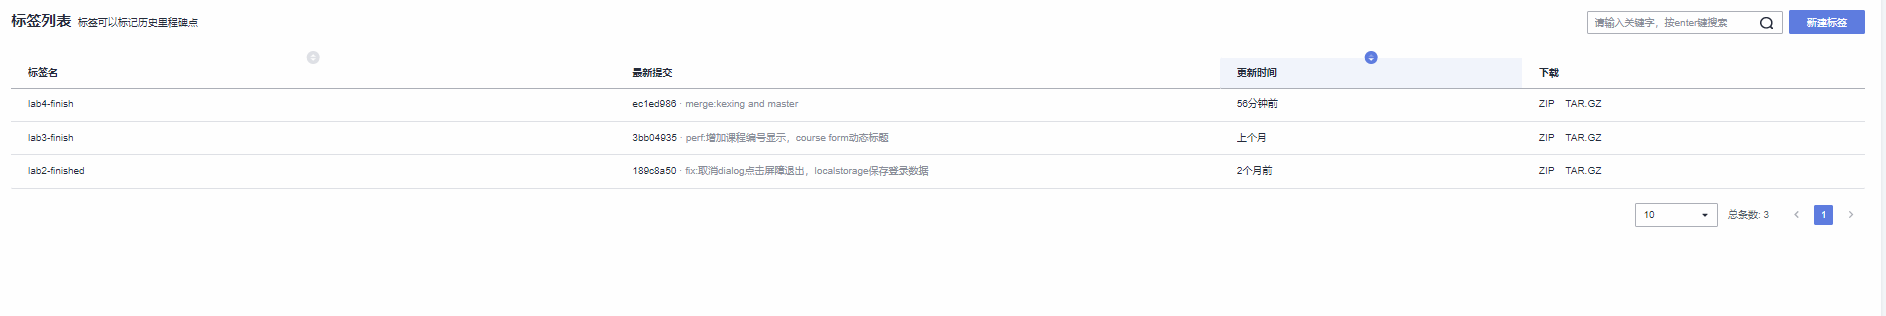 标签列表 标签可以标记历史里程碑点
请输入关键字，按enter键搜索 新建标签
标签名 最新提交 更新时间 下载
lab4-finish ec1ed986 · merge:kexing and master 56分钟前 ZIP TAR.GZ
lab3-finish 3bb04935 · perf:增加课程编号显示，course form动态标题 上个月 ZIP TAR.GZ
lab2-finished 189c8a50 · fix:取消dialog点击屏障退出，localstorage保存登录数据 2个月前 ZIP TAR.GZ
10 总条数: 3 1